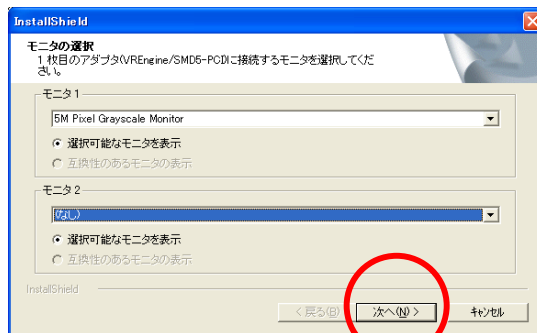 InstallShield
モニタの選択
1 枚目のアダプタ(VREngine/SMD5-PCI)に接続するモニタを選択してくだ
さい。
モニタ 1
5M Pixel Grayscale Monitor
選択可能なモニタを表示
互換性のあるモニタの表示
モニタ 2
(なし)
選択可能なモニタを表示
互換性のあるモニタの表示
InstallShield
< 戻る(B)
次へ(N) >
キャンセル